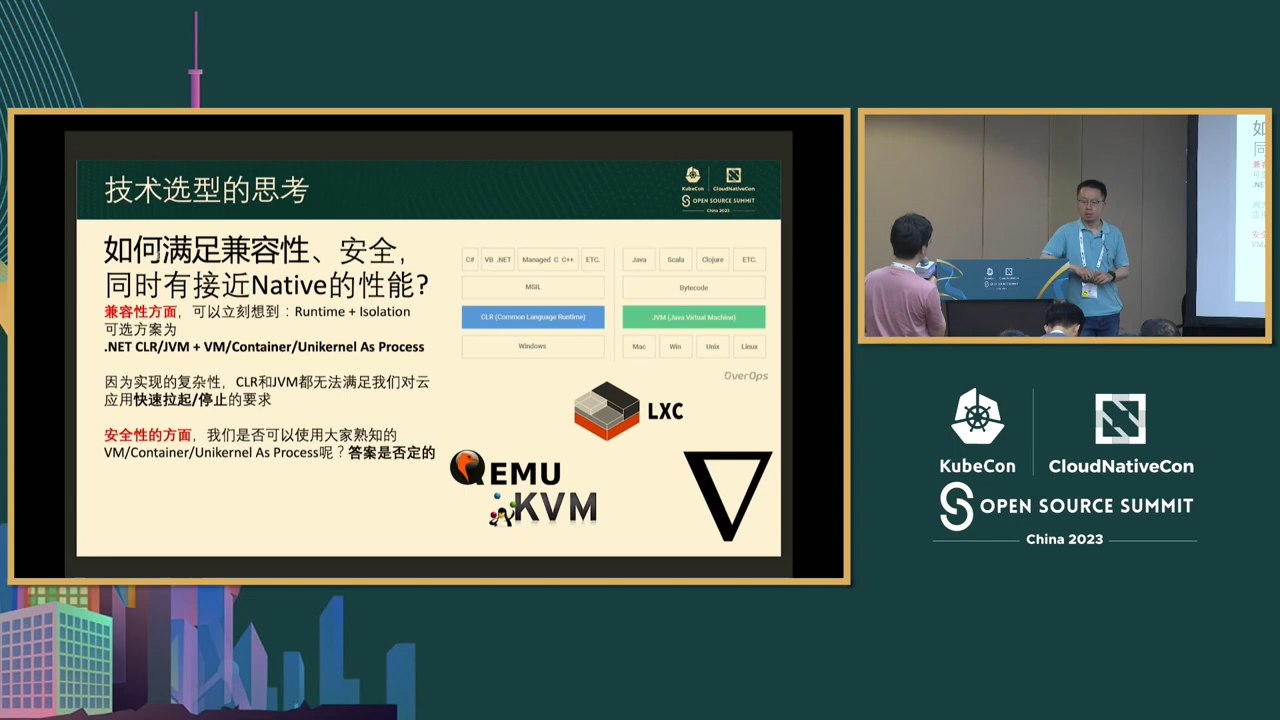 技术选型的思考
KubeCon
CloudNativeCon
OPEN SOURCE SUMMIT
China 2023
如何满足兼容性、安全,
同时有接近Native的性能?
兼容性方面，可以立刻想到：Runtime + Isolation
可选方案为
.NET CLR/JVM + VM/Container/Unikernel As Process
因为实现的复杂性，CLR和JVM都无法满足我们对云
应用快速拉起/停止的要求
安全性的方面，我们是否可以使用大家熟知的
VM/Container/Unikernel As Process呢？答案是否定的
C# VB .NET Managed C C++ ETC.
MSIL
CLR (Common Language Runtime)
Windows
Java Scala Clojure ETC.
Bytecode
JVM (Java Virtual Machine)
Mac Win Unix Linux
OverOps
LXC
QEMU
KVM
如
同
KubeCon
CloudNativeCon
OPEN SOURCE SUMMIT
China 2023